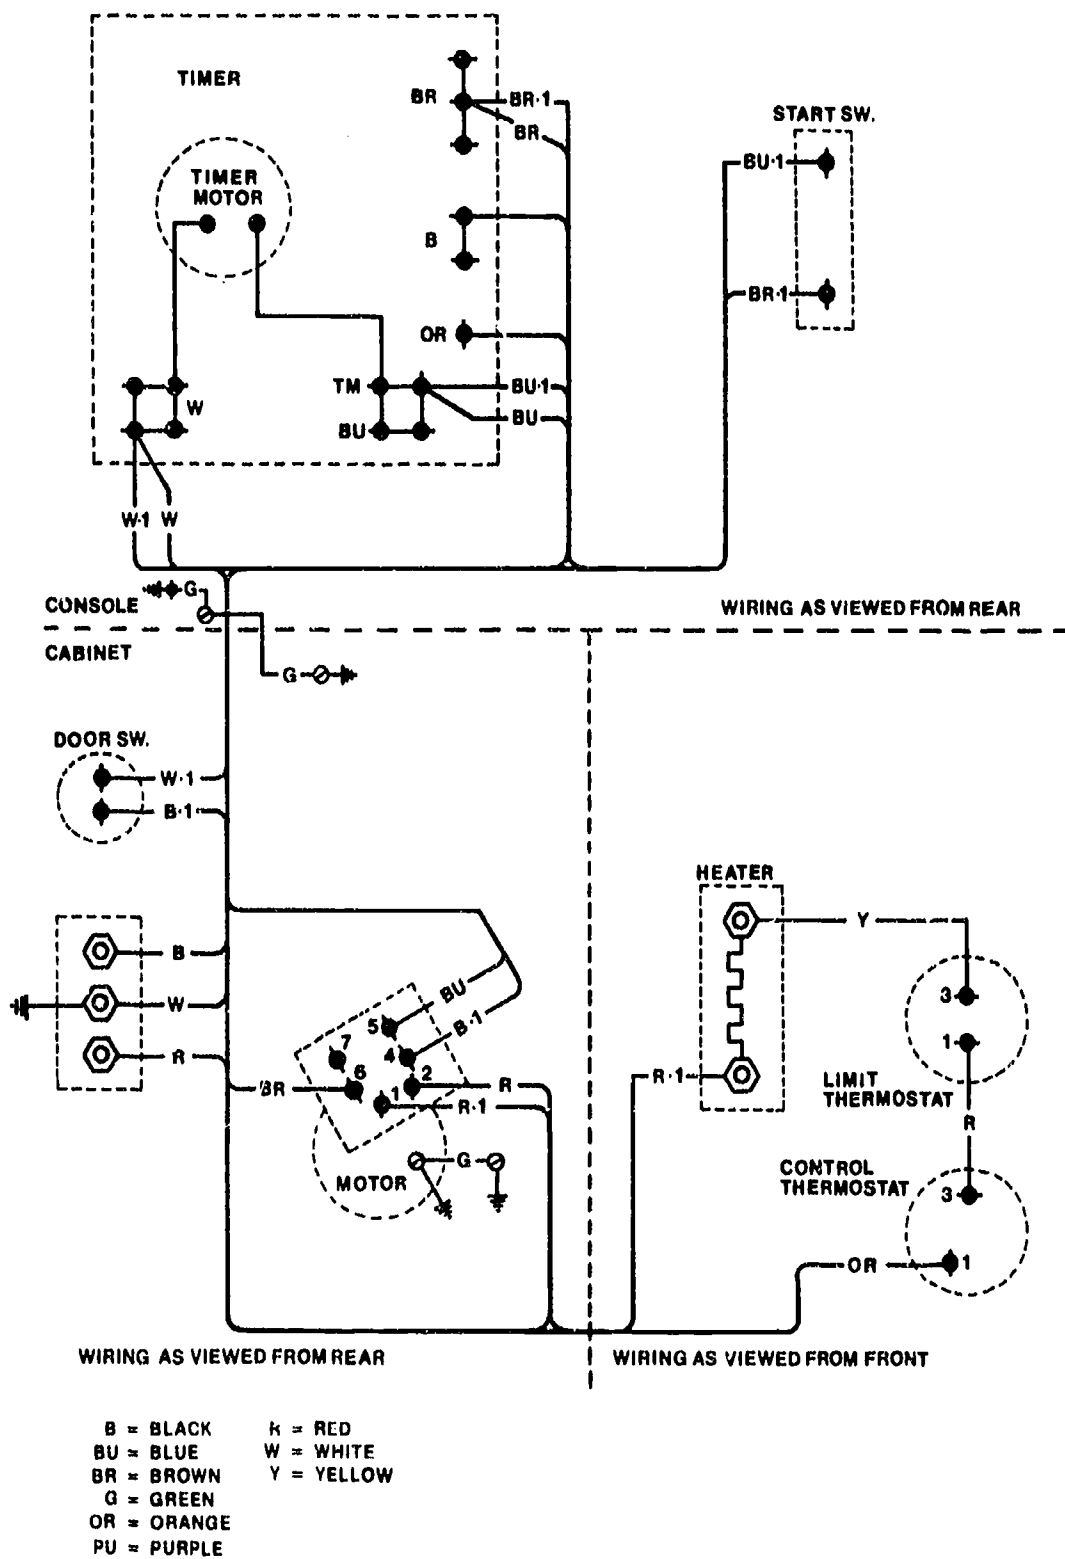 TIMER
BR
BR-1
BR
START SW.
BU-1
TIMER
MOTOR
B
BR-1
OR
TM
BU-1
W
BU
BU
W-1
W
G
CONSOLE
WIRING AS VIEWED FROM REAR
CABINET
G
DOOR SW.
W-1
B-1
HEATER
Y
B
BU
3
W
B-1
5
7
4
1
R
6
2
R
R-1
BR
1
R-1
LIMIT
THERMOSTAT
R
G
MOTOR
CONTROL
THERMOSTAT
3
OR
1
WIRING AS VIEWED FROM REAR
WIRING AS VIEWED FROM FRONT
B = BLACK
R = RED
BU = BLUE
W = WHITE
BR = BROWN
Y = YELLOW
G = GREEN
OR = ORANGE
PU = PURPLE